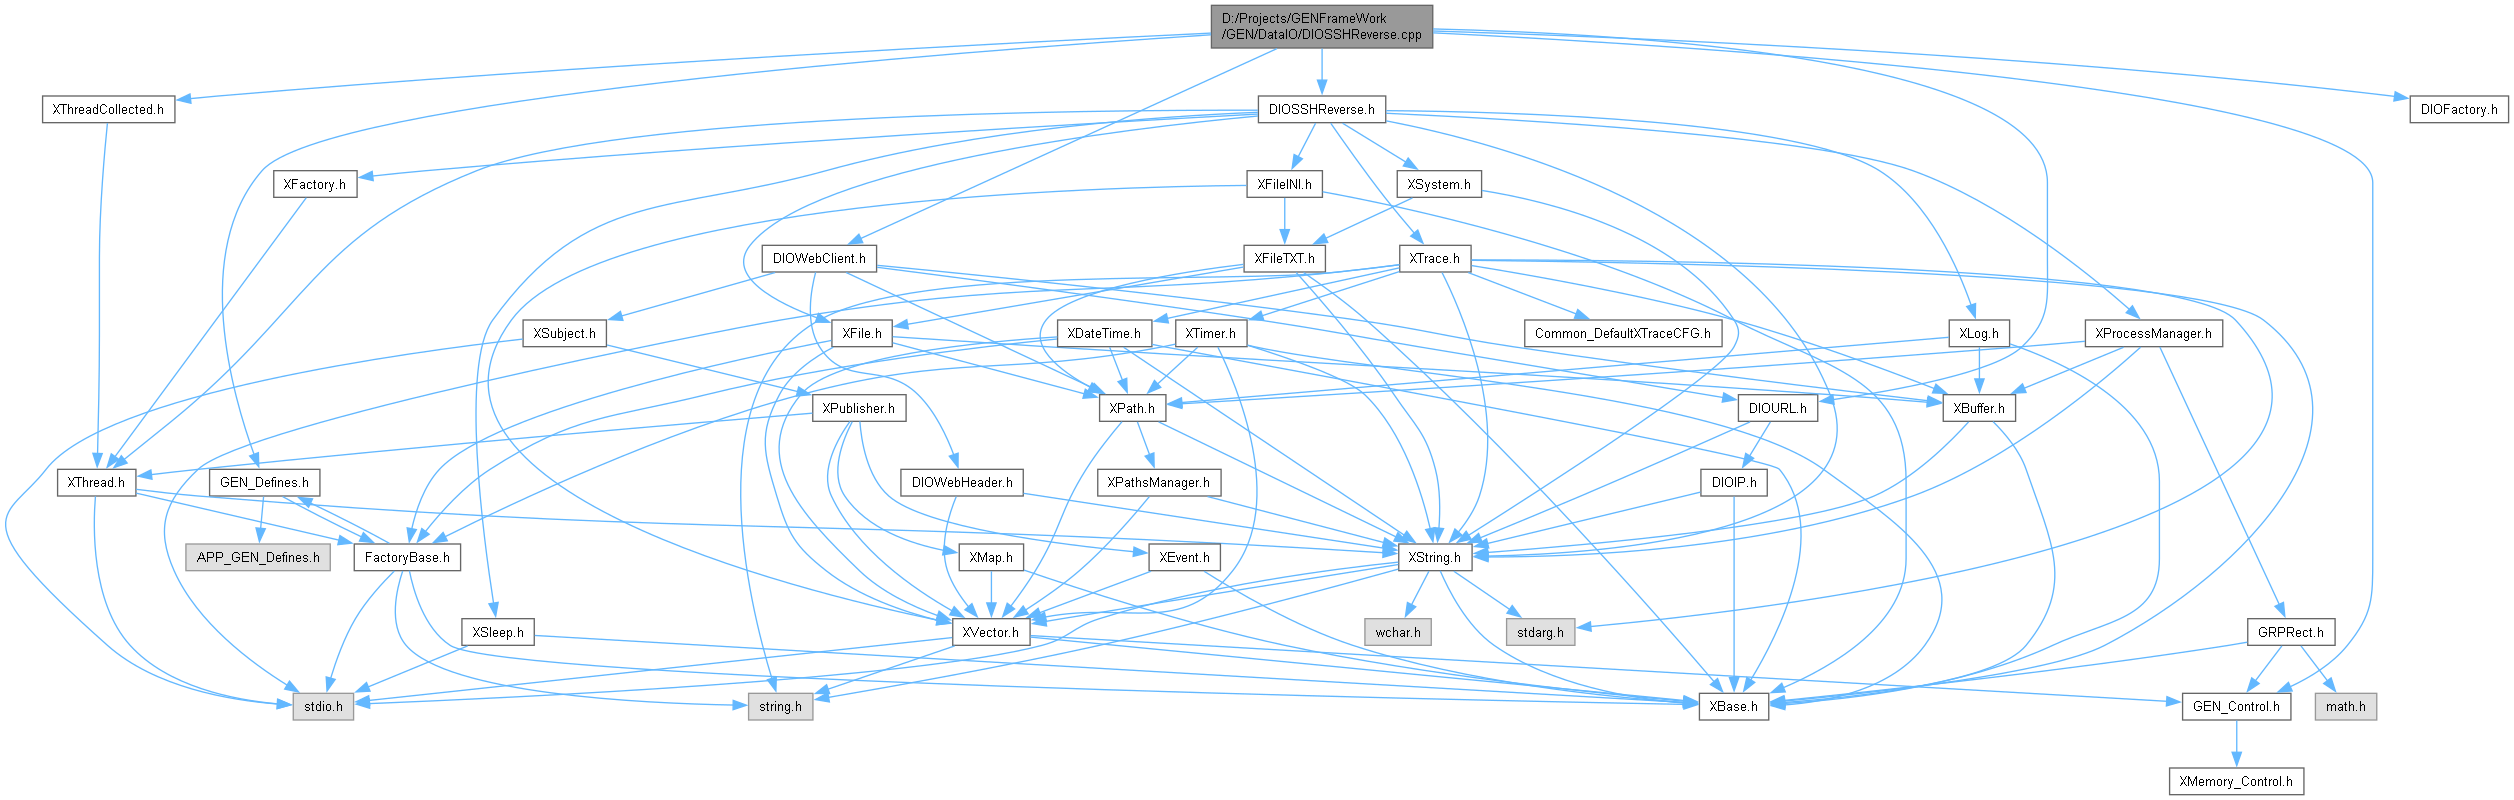 D:/Projects/GENFrameWork
/GEN/DataIO/DIOSSHReverse.cpp
XThreadCollected.h
DIOSSHReverse.h
DIOFactory.h
XFactory.h
XFileINI.h
XSystem.h
DIOWebClient.h
XFileTXT.h
XTrace.h
XSubject.h
XFile.h
XDateTime.h
XTimer.h
Common_DefaultXTraceCFG.h
XLog.h
XProcessManager.h
XPublisher.h
XPath.h
DIOURL.h
XBuffer.h
XThread.h
GEN_Defines.h
DIOWebHeader.h
XPathsManager.h
DIOIP.h
APP_GEN_Defines.h
FactoryBase.h
XMap.h
XEvent.h
XString.h
XSleep.h
XVector.h
wchar.h
stdarg.h
GRPRect.h
stdio.h
string.h
XBase.h
GEN_Control.h
math.h
XMemory_Control.h